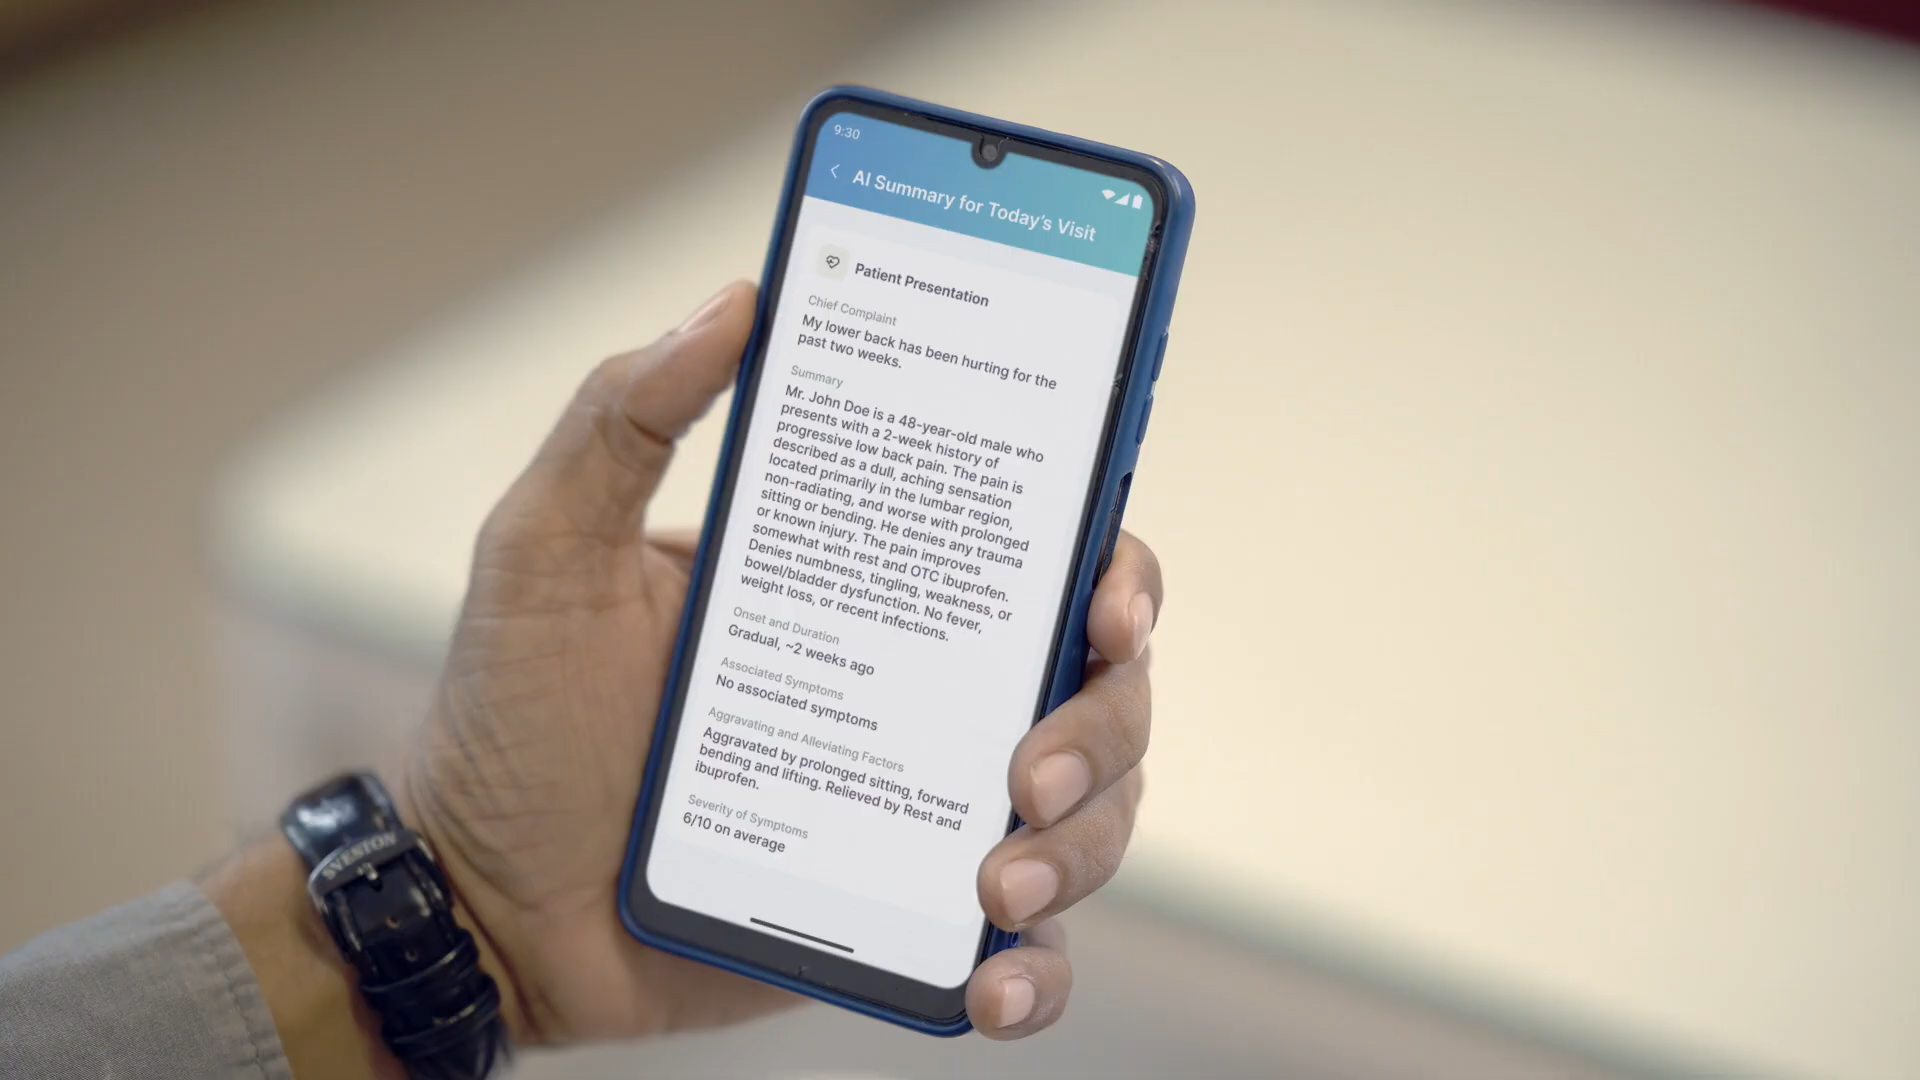 9:30
AI Summary for Today's Visit
Patient Presentation
Chief Complaint
My lower back has been hurting for the
past two weeks.
Summary
Mr. John Doe is a 48-year-old male who
presents with a 2-week history of
progressive low back pain. The pain is
described as a dull, aching sensation
located primarily in the lumbar region,
non-radiating, and worse with prolonged
sitting or bending. He denies any trauma
or known injury. The pain improves
somewhat with rest and OTC ibuprofen.
Denies numbness, tingling, weakness, or
bowel/bladder dysfunction. No fever,
weight loss, or recent infections.
Onset and Duration
Gradual, ~2 weeks ago
Associated Symptoms
No associated symptoms
Aggravating and Alleviating Factors
Aggravated by prolonged sitting, forward
bending and lifting. Relieved by Rest and
ibuprofen.
Severity of Symptoms
6/10 on average
SVESTON